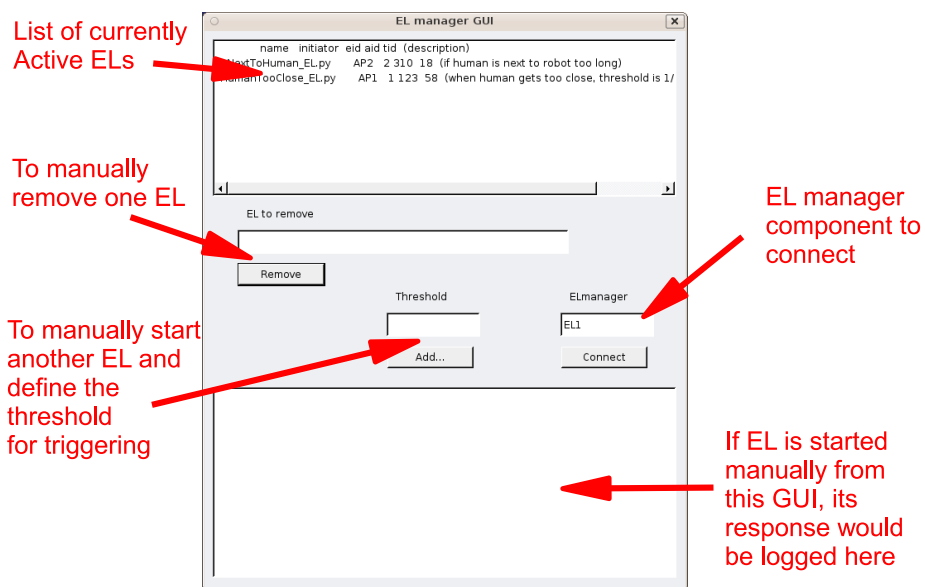 EL manager GUI
List of currently
Active ELs
name initiator eid aid tid (description)
NextToHuman_EL.py AP2 2 310 18 (if human is next to robot too long)
HumanTooClose_EL.py AP1 1 123 58 (when human gets too close, threshold is 1/
To manually
remove one EL
EL to remove
Remove
EL manager
component to
connect
Threshold
ELmanager
EL1
Add...
Connect
To manually start
another EL and
define the
threshold
for triggering
If EL is started
manually from
this GUI, its
response would
be logged here